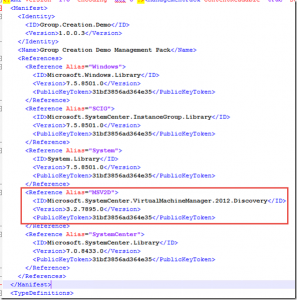 <Manifest>
<Identity>
<ID>Group.Creation.Demo</ID>
<Version>1.0.0.3</Version>
</Identity>
<Name>Group Creation Demo Management Pack</Name>
<References>
<Reference Alias="Windows">
<ID>Microsoft.Windows.Library</ID>
<Version>7.5.8501.0</Version>
<PublicKeyToken>31bf3856ad364e35</PublicKeyToken>
</Reference>
<Reference Alias="SCIG">
<ID>Microsoft.SystemCenter.InstanceGroup.Library</ID>
<Version>7.5.8501.0</Version>
<PublicKeyToken>31bf3856ad364e35</PublicKeyToken>
</Reference>
<Reference Alias="System">
<ID>System.Library</ID>
<Version>7.5.8501.0</Version>
<PublicKeyToken>31bf3856ad364e35</PublicKeyToken>
</Reference>
<Reference Alias="MSV2D">
<ID>Microsoft.SystemCenter.VirtualMachineManager.2012.Discovery</ID>
<Version>3.2.7895.0</Version>
<PublicKeyToken>31bf3856ad364e35</PublicKeyToken>
</Reference>
<Reference Alias="SystemCenter">
<ID>Microsoft.SystemCenter.Library</ID>
<Version>7.0.8433.0</Version>
<PublicKeyToken>31bf3856ad364e35</PublicKeyToken>
</Reference>
</References>
</Manifest>
<TypeDefinitions>